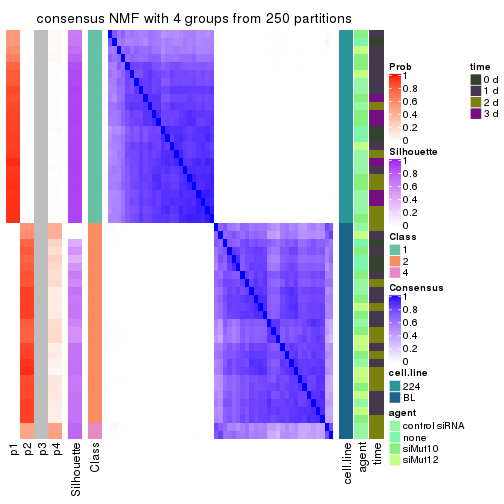 consensus NMF with 4 groups from 250 partitions
Prob
1
0.8
0.6
0.4
0.2
0
time
0 d
1 d
2 d
3 d
Silhouette
1
0.8
0.6
0.4
0.2
0
Class
1
2
4
Consensus
1
0.8
0.6
0.4
0.2
0
cell.line
224
BL
agent
control siRNA
none
siMut10
siMut12
p1
p2
p3
p4
Silhouette
Class
cell.line
agent
time